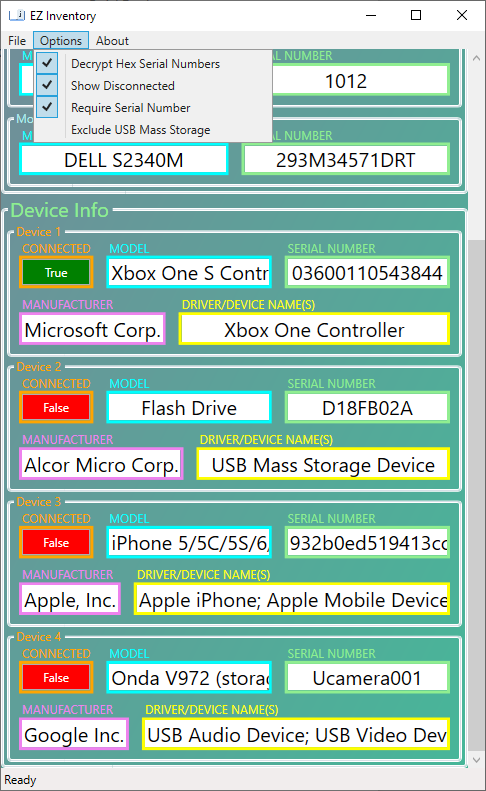 EZ Inventory
File Options About
Decrypt Hex Serial Numbers
Show Disconnected
Require Serial Number
Exclude USB Mass Storage
NUMBER
1012
NUMBER
DELL S2340M 293M34571DRT
Device Info
Device 1
CONNECTED MODEL SERIAL NUMBER
True Xbox One S Contr 03600110543844
MANUFACTURER DRIVER/DEVICE NAME(S)
Microsoft Corp. Xbox One Controller
Device 2
CONNECTED MODEL SERIAL NUMBER
False Flash Drive D18FB02A
MANUFACTURER DRIVER/DEVICE NAME(S)
Alcor Micro Corp. USB Mass Storage Device
Device 3
CONNECTED MODEL SERIAL NUMBER
False iPhone 5/5C/5S/6/ 932b0ed519413cc
MANUFACTURER DRIVER/DEVICE NAME(S)
Apple, Inc. Apple iPhone; Apple Mobile Device
Device 4
CONNECTED MODEL SERIAL NUMBER
False Onda V972 (storag Ucamera001
MANUFACTURER DRIVER/DEVICE NAME(S)
Google Inc. USB Audio Device; USB Video Dev
Ready